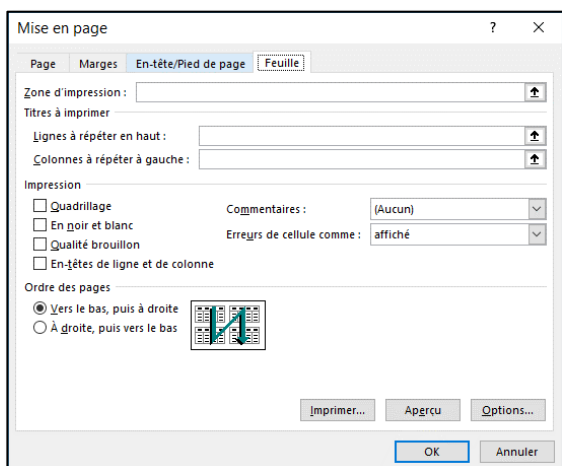 Mise en page ? ×
Page Marges En-tête/Pied de page Feuille
Zone d'impression :
Titres à imprimer
Lignes à répéter en haut :
Colonnes à répéter à gauche :
Impression
Quadrillage
Commentaires : (Aucun)
En noir et blanc
Erreurs de cellule comme : affiché
Qualité brouillon
En-têtes de ligne et de colonne
Ordre des pages
Vers le bas, puis à droite
À droite, puis vers le bas
Imprimer... Aperçu Options...
OK Annuler